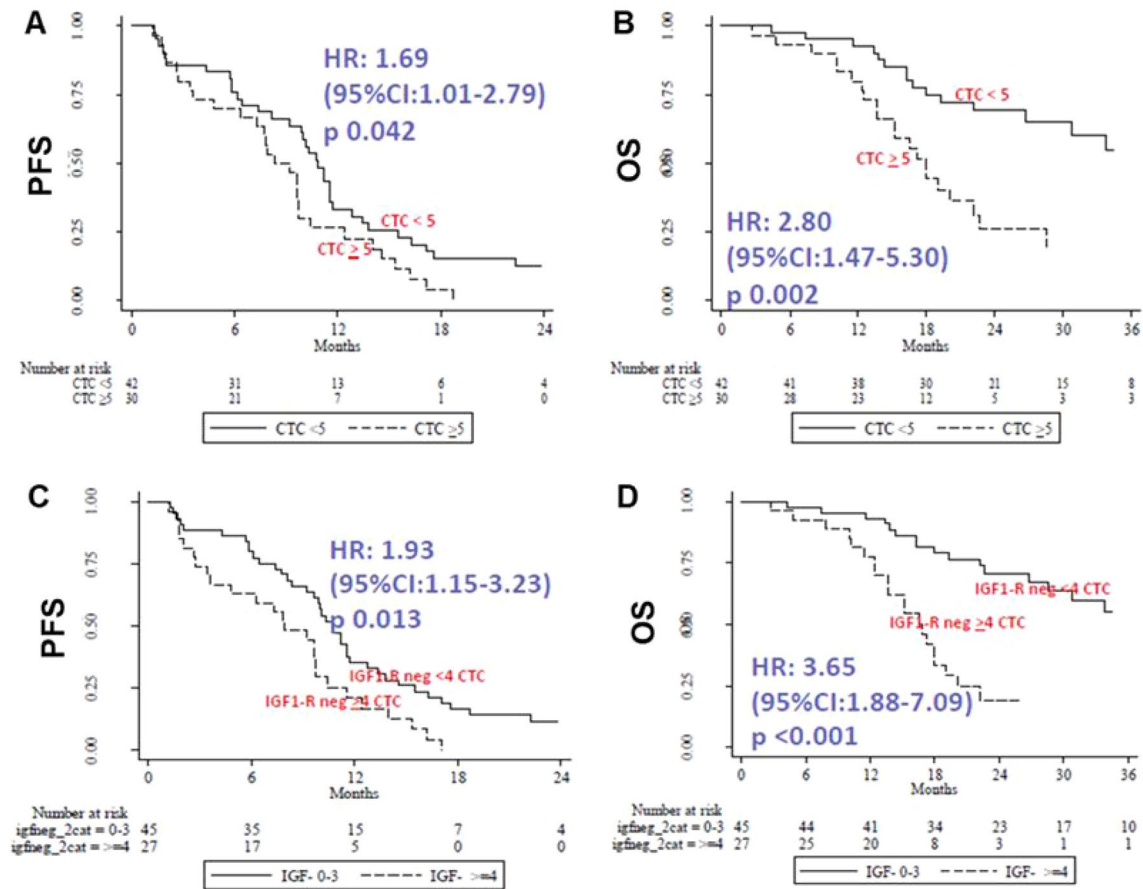 A
PFS
1.00
0.75
0.50
0.25
0.00
HR: 1.69
(95%CI:1.01-2.79)
p 0.042
CTC < 5
CTC ≥ 5
0 6 12 18 24
Months
Number at risk
CTC <5 42 31 13 6 4
CTC ≥5 30 21 7 1 0
CTC <5 CTC ≥5
B
OS
1.00
0.75
0.25
0.00
CTC < 5
CTC ≥ 5
HR: 2.80
(95%CI:1.47-5.30)
p 0.002
0 6 12 18 24 30 36
Months
Number at risk
CTC <5 42 41 38 30 21 15 8
CTC ≥5 30 28 23 12 5 3 3
CTC <5 CTC ≥5
C
PFS
1.00
0.75
0.50
0.25
0.00
HR: 1.93
(95%CI:1.15-3.23)
p 0.013
IGF1-R neg <4 CTC
IGF1-R neg ≥4 CTC
0 6 12 18 24
Months
Number at risk
igfneg_2cat = 0-3 45 35 15 7 4
igfneg_2cat = >=4 27 17 5 0 0
IGF- 0-3 IGF- >=4
D
OS
1.00
0.75
0.25
0.00
IGF1-R neg <4 CTC
IGF1-R neg ≥4 CTC
HR: 3.65
(95%CI:1.88-7.09)
p <0.001
0 6 12 18 24 30 36
Months
Number at risk
igfneg_2cat = 0-3 45 44 41 34 23 17 10
igfneg_2cat = >=4 27 25 20 8 3 1 1
IGF- 0-3 IGF- >=4